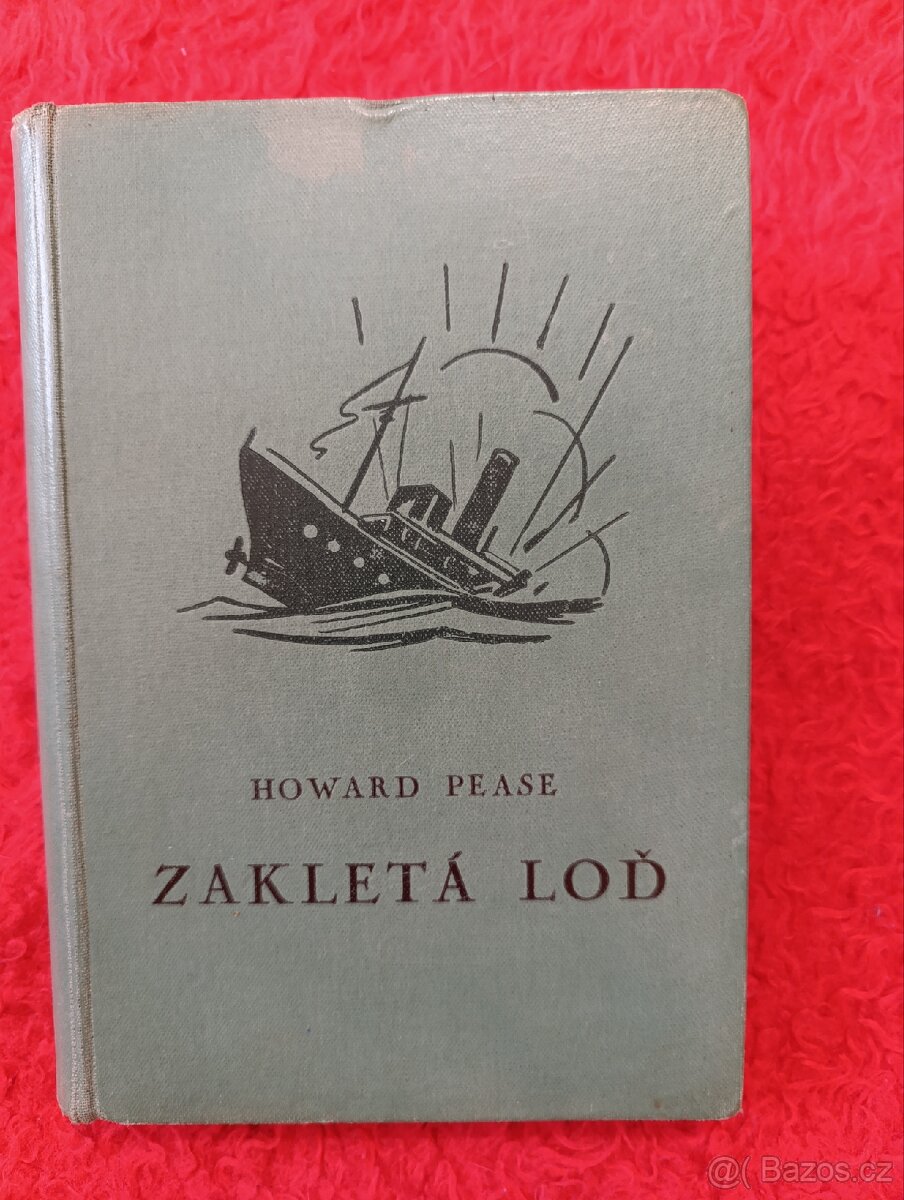 HOWARD PEASE
ZAKLETÁ LOĎ
@( Bazos.cz